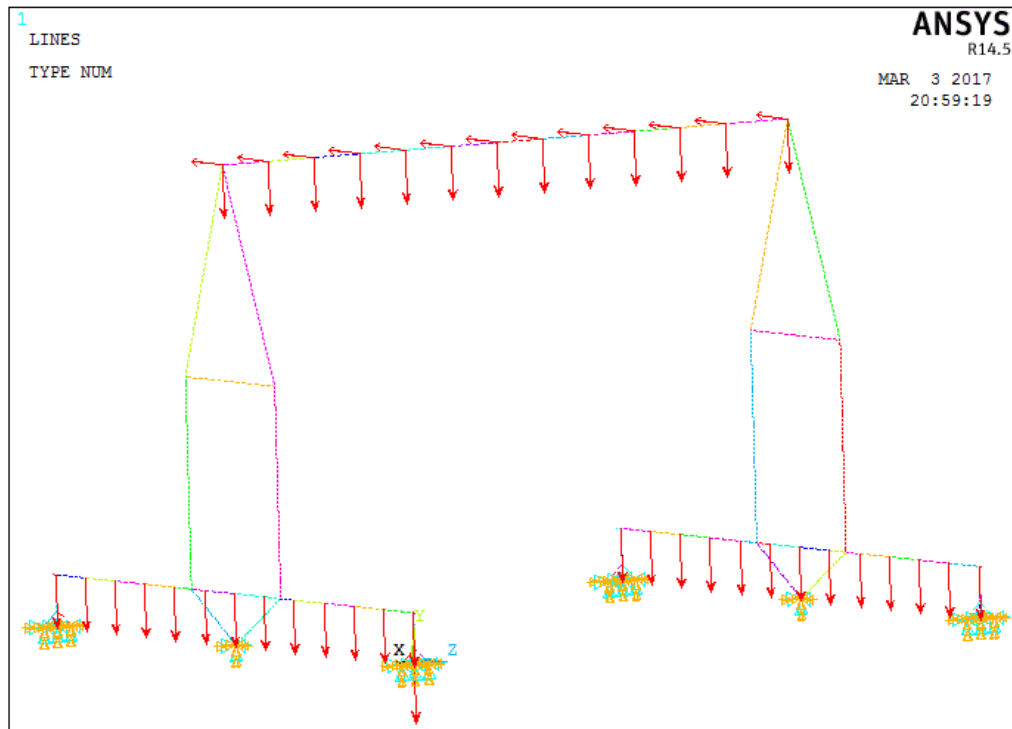 1
LINES
TYPE NUM
ANSYS
R14.5
MAR 3 2017
20:59:19
Y
X Z